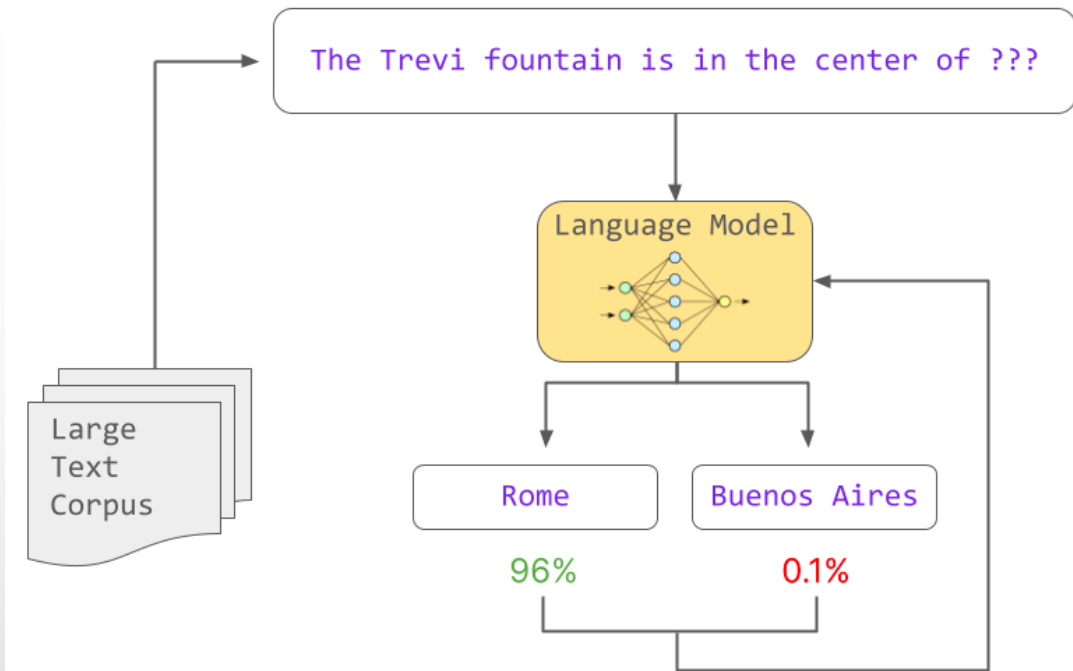 The Trevi fountain is in the center of ???
Language Model
Large
Text
Corpus
Rome
Buenos Aires
96%
0.1%